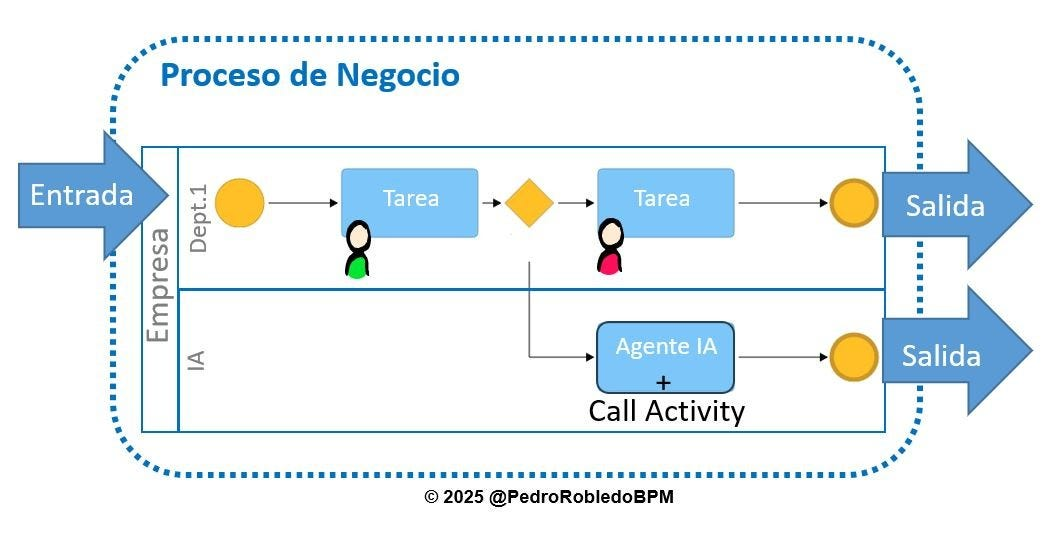 Proceso de Negocio
Entrada
Empresa
Dept.1
Tarea
Tarea
Salida
IA
Agente IA
+
Call Activity
Salida
© 2025 @PedroRobledoBPM